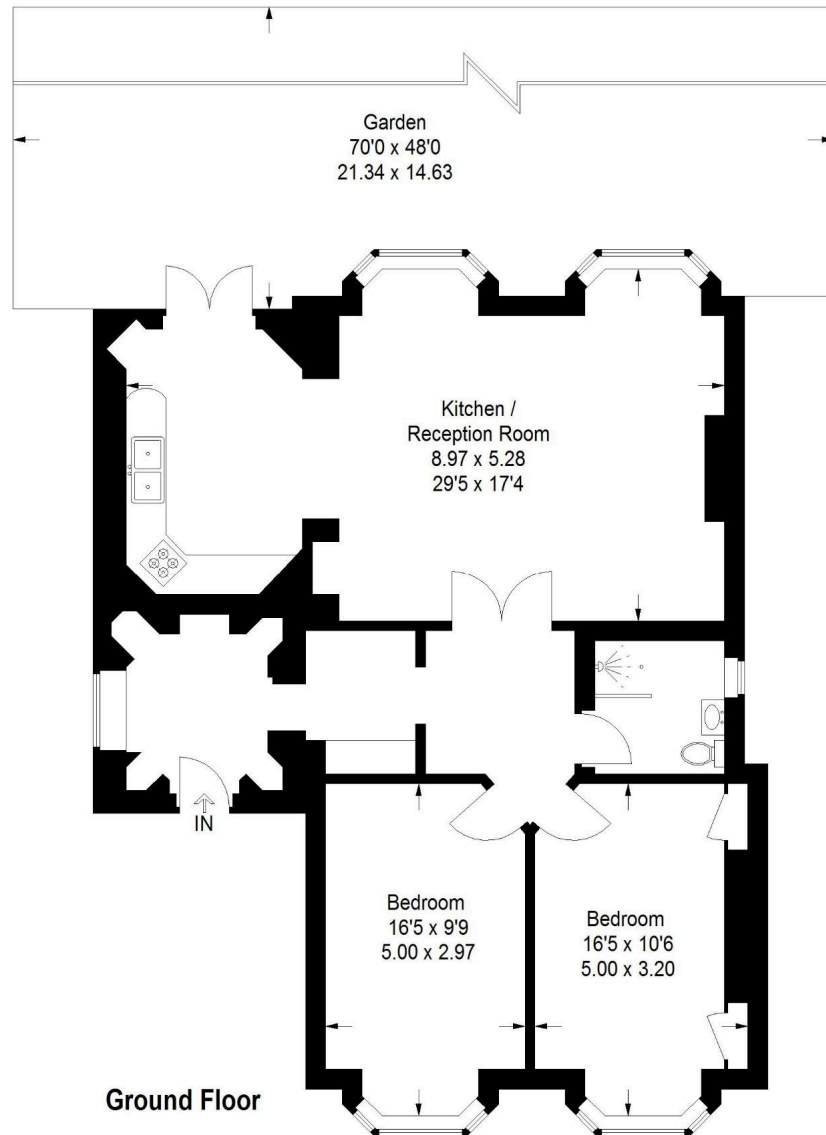 Garden
70'0 x 48'0
21.34 x 14.63
Kitchen /
Reception Room
8.97 x 5.28
29'5 x 17'4
IN
Bedroom
16'5 x 9'9
5.00 x 2.97
Bedroom
16'5 x 10'6
5.00 x 3.20
Ground Floor